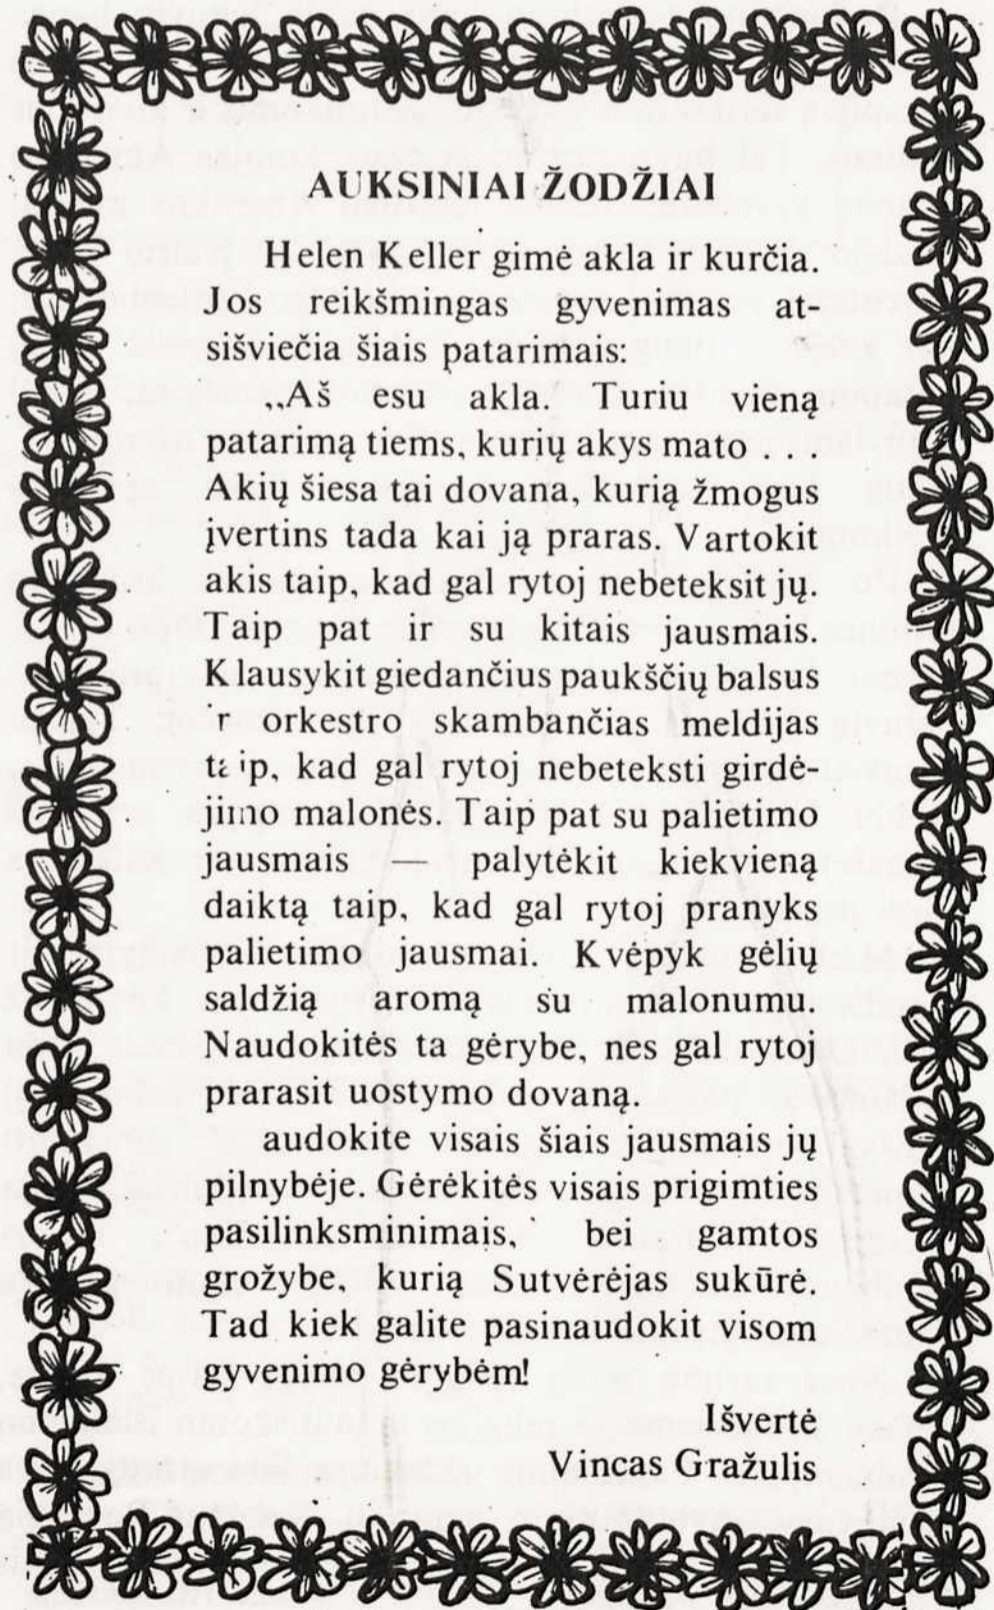 AUKSINIAI ŽODŽIAI
Helen Keller gimė akla ir kurčia.
Jos reikšmingas gyvenimas at-
sišviečia šiais patarimais:
,,Aš esu akla. Turiu vieną
patarimą tiems, kurių akys mato . . . .
Akių šiesa tai dovana, kurią žmogus
įvertins tada kai ją praras. Vartokit
akis taip, kad gal rytoj nebeteksit jų.
Taip pat ir su kitais jausmais.
Klausykit giedančius paukščių balsus
'r orkestro skambančias meldijas
taip, kad gal rytoj nebeteksti girdė-
jimo malonės. Taip pat su palietimo
jausmais — palytėkit kiekvieną
daiktą taip, kad gal rytoj pranyks
palietimo jausmai. Kvėpyk gėlių
saldžią aromą su malonumu.
Naudokitės ta gėrybe, nes gal rytoj
prarasit uostymo dovaną.
audokite visais šiais jausmais jų
pilnybėje. Gėrėkitės visais prigimties
pasilinksminimais, bei gamtos
grožybe, kurią Sutvėrėjas sukūrė.
Tad kiek galite pasinaudokit visom
gyvenimo gėrybėm!
Išvertė
Vincas Gražulis